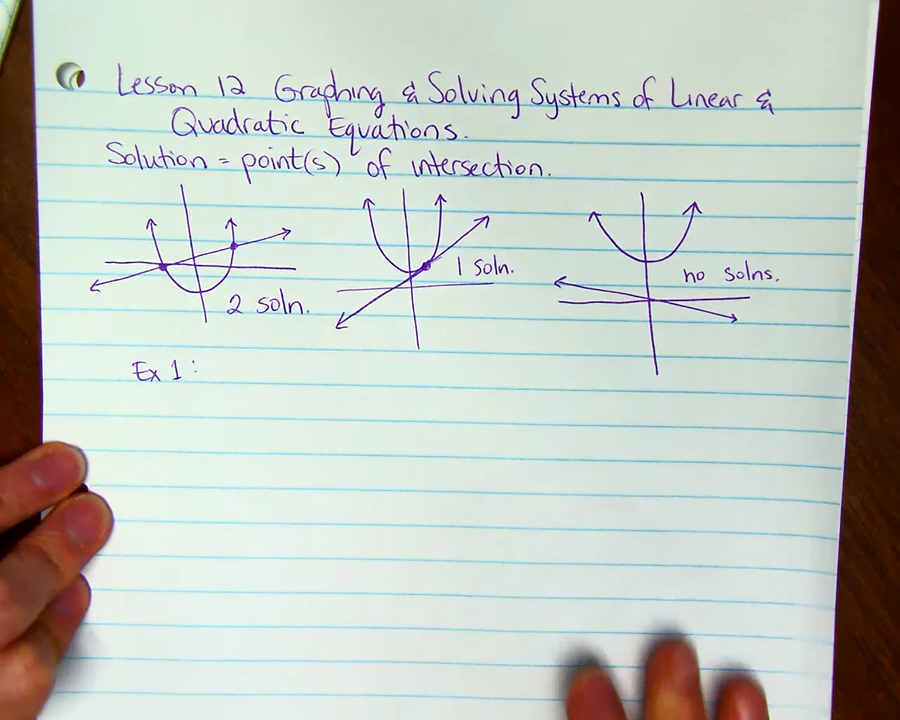 Lesson 12 Graphing & Solving Systems of Linear &
Quadratic Equations.
Solution = point(s) of intersection.
2 soln.
1 soln.
no solns.
Ex 1: